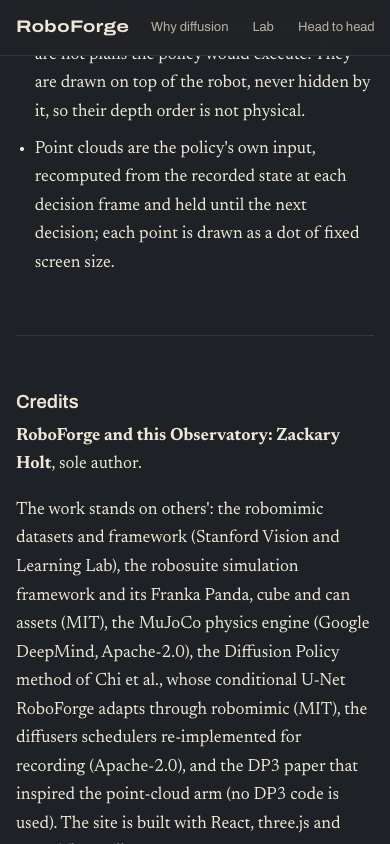 RoboForge Why diffusion Lab Head to head
are not plans the policy would execute. They
are drawn on top of the robot, never hidden by
it, so their depth order is not physical.
• Point clouds are the policy's own input,
recomputed from the recorded state at each
decision frame and held until the next
decision; each point is drawn as a dot of fixed
screen size.
Credits
RoboForge and this Observatory: Zackary
Holt, sole author.
The work stands on others': the robomimic
datasets and framework (Stanford Vision and
Learning Lab), the robosuite simulation
framework and its Franka Panda, cube and can
assets (MIT), the MuJoCo physics engine (Google
DeepMind, Apache-2.0), the Diffusion Policy
method of Chi et al., whose conditional U-Net
RoboForge adapts through robomimic (MIT), the
diffusers schedulers re-implemented for
recording (Apache-2.0), and the DP3 paper that
inspired the point-cloud arm (no DP3 code is
used). The site is built with React, three.js and